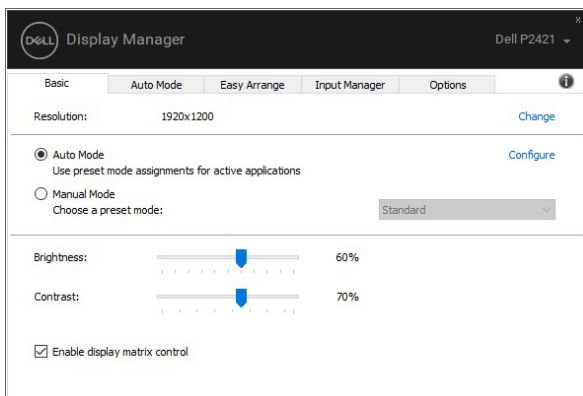 x
DELL Display Manager Dell P2421
Basic Auto Mode Easy Arrange Input Manager Options i
Resolution: 1920x1200 Change
Auto Mode Configure
Use preset mode assignments for active applications
Manual Mode
Choose a preset mode: Standard
Brightness: 60%
Contrast: 70%
Enable display matrix control